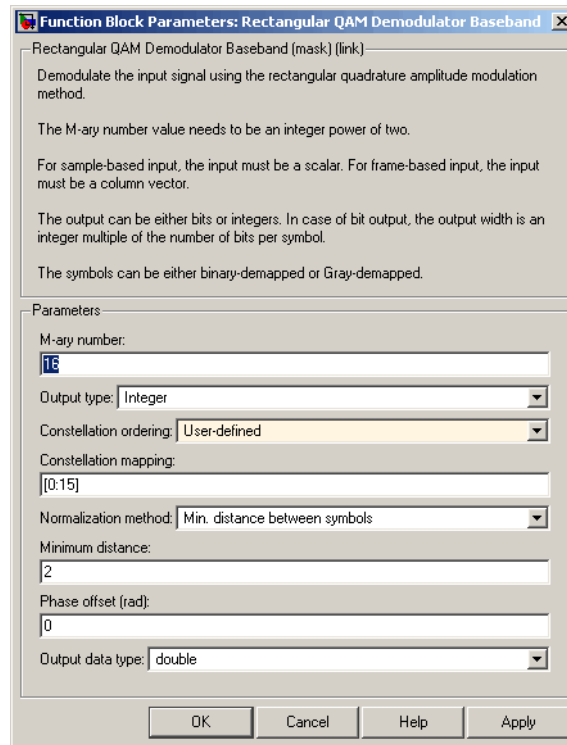 Function Block Parameters: Rectangular QAM Demodulator Baseband
Rectangular QAM Demodulator Baseband (mask) (link)
Demodulate the input signal using the rectangular quadrature amplitude modulation
method.
The M-ary number value needs to be an integer power of two.
For sample-based input, the input must be a scalar. For frame-based input, the input
must be a column vector.
The output can be either bits or integers. In case of bit output, the output width is an
integer multiple of the number of bits per symbol.
The symbols can be either binary-demapped or Gray-demapped.
Parameters
M-ary number:
16
Output type: Integer
Constellation ordering: User-defined
Constellation mapping:
[0:15]
Normalization method: Min. distance between symbols
Minimum distance:
2
Phase offset (rad):
0
Output data type: double
OK Cancel Help Apply